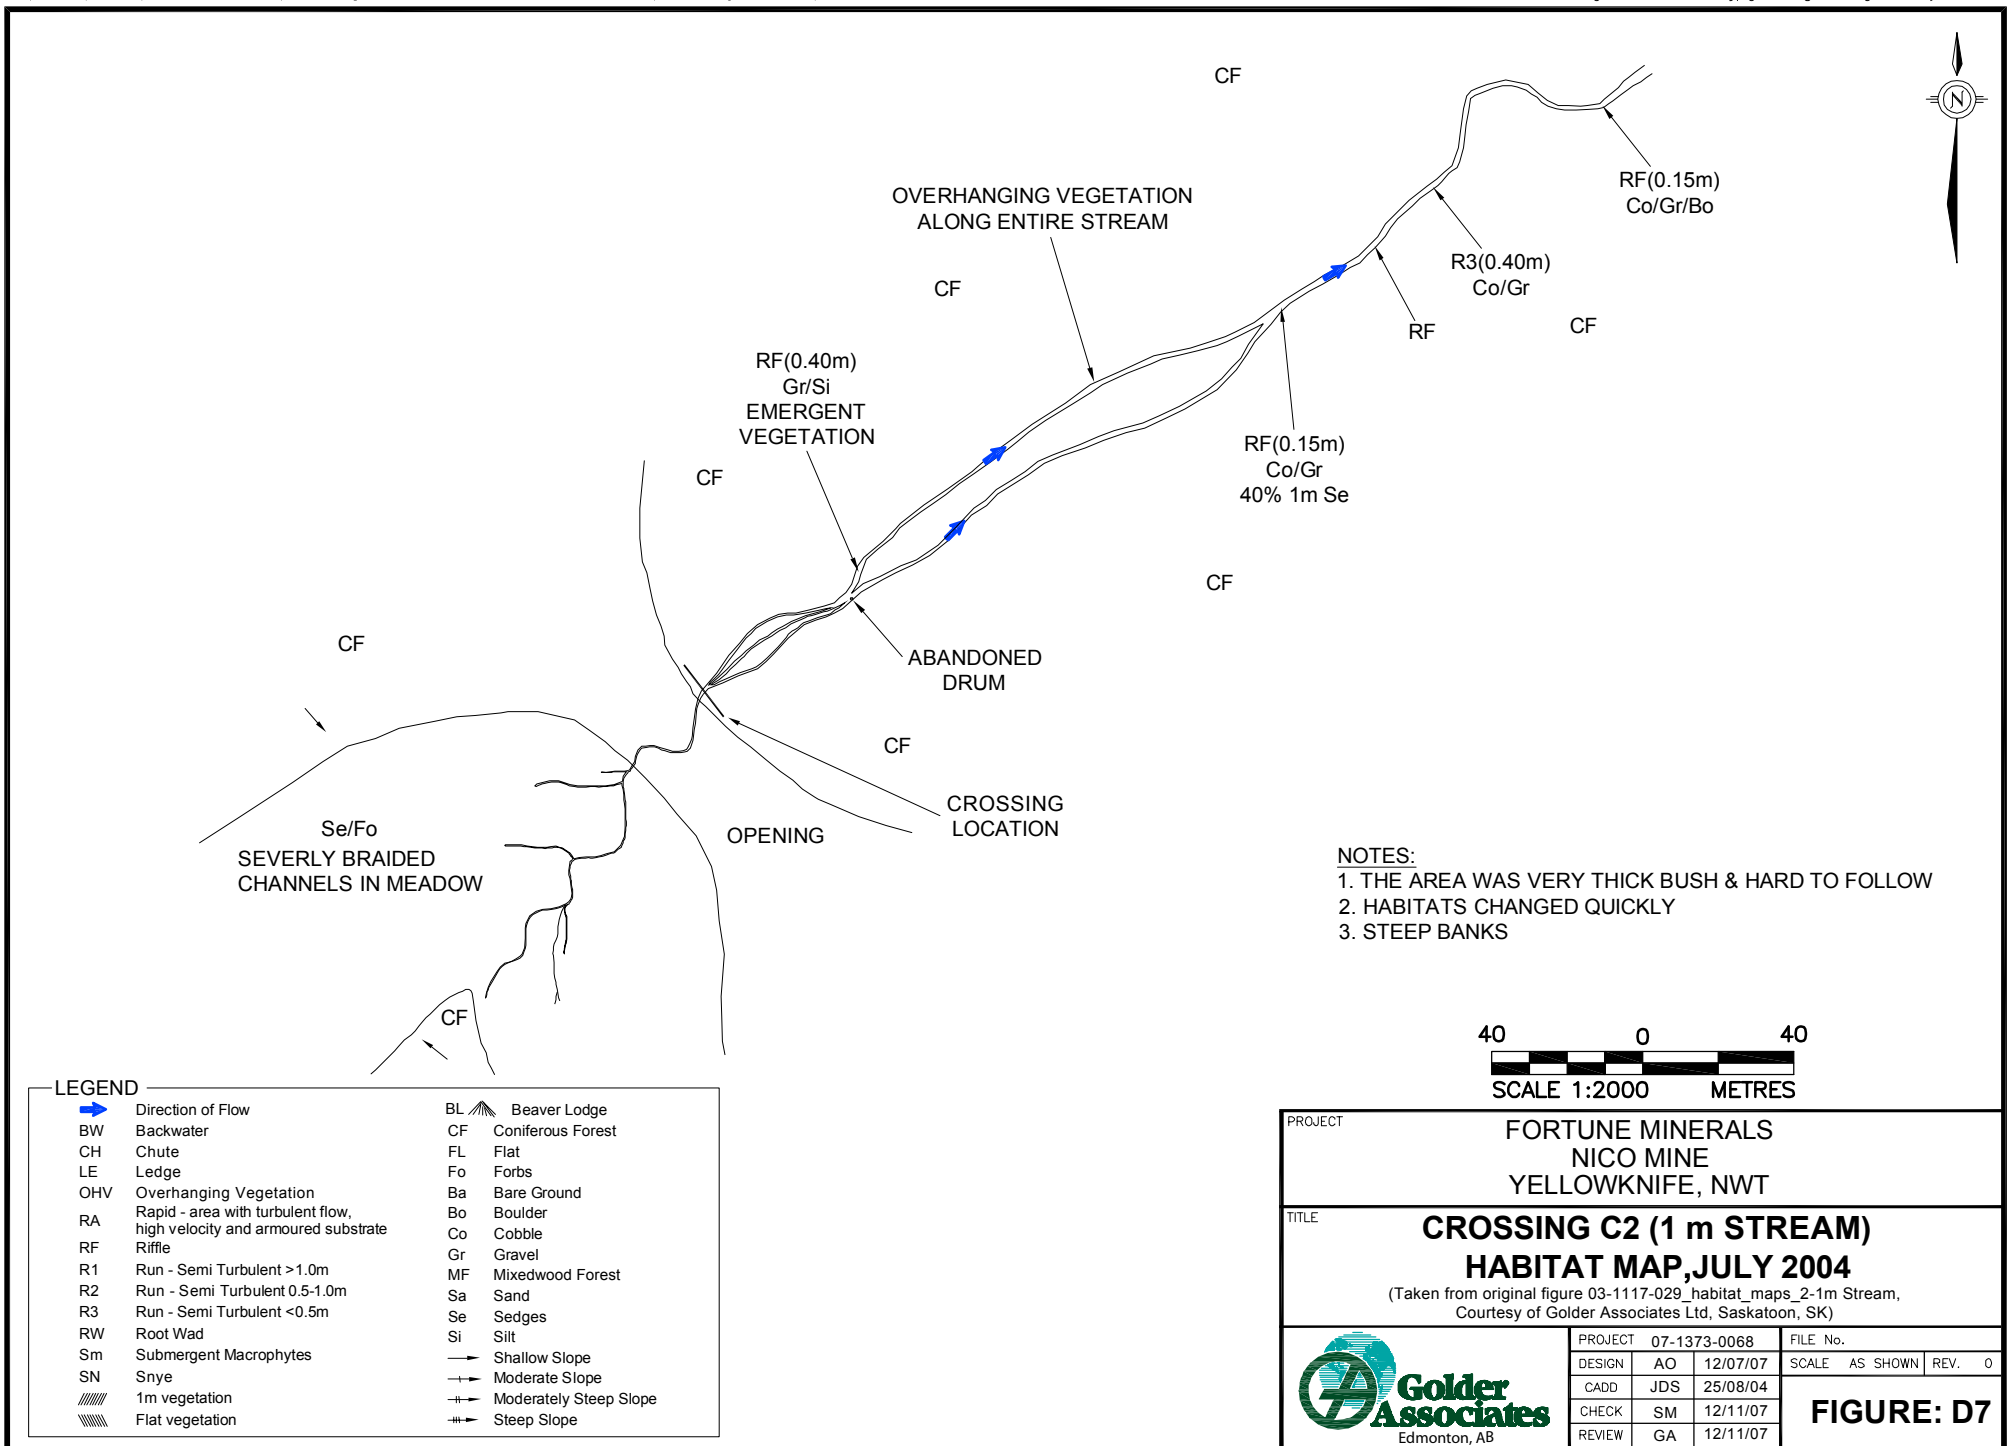 CF
N
OVERHANGING VEGETATION
ALONG ENTIRE STREAM
RF(0.15m)
Co/Gr/Bo
R3(0.40m)
Co/Gr
CF
RF
CF
RF(0.40m)
Gr/Si
EMERGENT
VEGETATION
CF
RF(0.15m)
Co/Gr
40% 1m Se
CF
CF
ABANDONED
DRUM
CF
CROSSING
LOCATION
OPENING
Se/Fo
SEVERLY BRAIDED
CHANNELS IN MEADOW
CF
NOTES:
1. THE AREA WAS VERY THICK BUSH & HARD TO FOLLOW
2. HABITATS CHANGED QUICKLY
3. STEEP BANKS
40 0 40
SCALE 1:2000 METRES
LEGEND
Direction of Flow
BW Backwater
CH Chute
LE Ledge
OHV Overhanging Vegetation
RA Rapid - area with turbulent flow,
high velocity and armoured substrate
RF Riffle
R1 Run - Semi Turbulent >1.0m
R2 Run - Semi Turbulent 0.5-1.0m
R3 Run - Semi Turbulent <0.5m
RW Root Wad
Sm Submergent Macrophytes
SN Snye
1m vegetation
Flat vegetation
BL Beaver Lodge
CF Coniferous Forest
FL Flat
Fo Forbs
Ba Bare Ground
Bo Boulder
Co Cobble
Gr Gravel
MF Mixedwood Forest
Sa Sand
Se Sedges
Si Silt
Shallow Slope
Moderate Slope
Moderately Steep Slope
Steep Slope
PROJECT
FORTUNE MINERALS
NICO MINE
YELLOWKNIFE, NWT
TITLE
CROSSING C2 (1 m STREAM)
HABITAT MAP,JULY 2004
(Taken from original figure 03-1117-029_habitat_maps_2-1m Stream,
Courtesy of Golder Associates Ltd, Saskatoon, SK)
Golder
Associates
Edmonton, AB
PROJECT 07-1373-0068 FILE No.
DESIGN AO 12/07/07 SCALE AS SHOWN REV. 0
CADD JDS 25/08/04
CHECK SM 12/11/07
REVIEW GA 12/11/07
FIGURE: D7